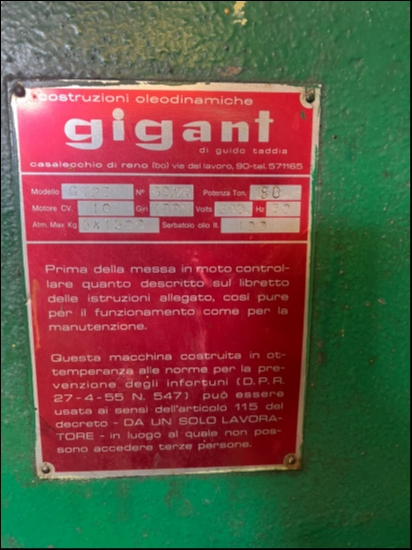 costruzioni oleodinamiche
gigant
di guido taddia
casalecchio di reno (bo) via del lavoro, 90-tel. 571165
Modello N° Potenza Ton. 80
Motore CV. 10 Giri Volts Hz
Atm. Max Kg Serbatoio olio lt.
Prima della messa in moto control-
lare quanto descritto sul libretto
delle istruzioni allegato, così pure
per il funzionamento come per la
manutenzione.
Questa macchina costruita in ot-
temperanza alle norme per la pre-
venzione degli infortuni (D.P.R.
27-4-55 N. 547) può essere
usata ai sensi dell'articolo 115 del
decreto - DA UN SOLO LAVORA-
TORE - in luogo al quale non pos-
sono accedere terze persone.